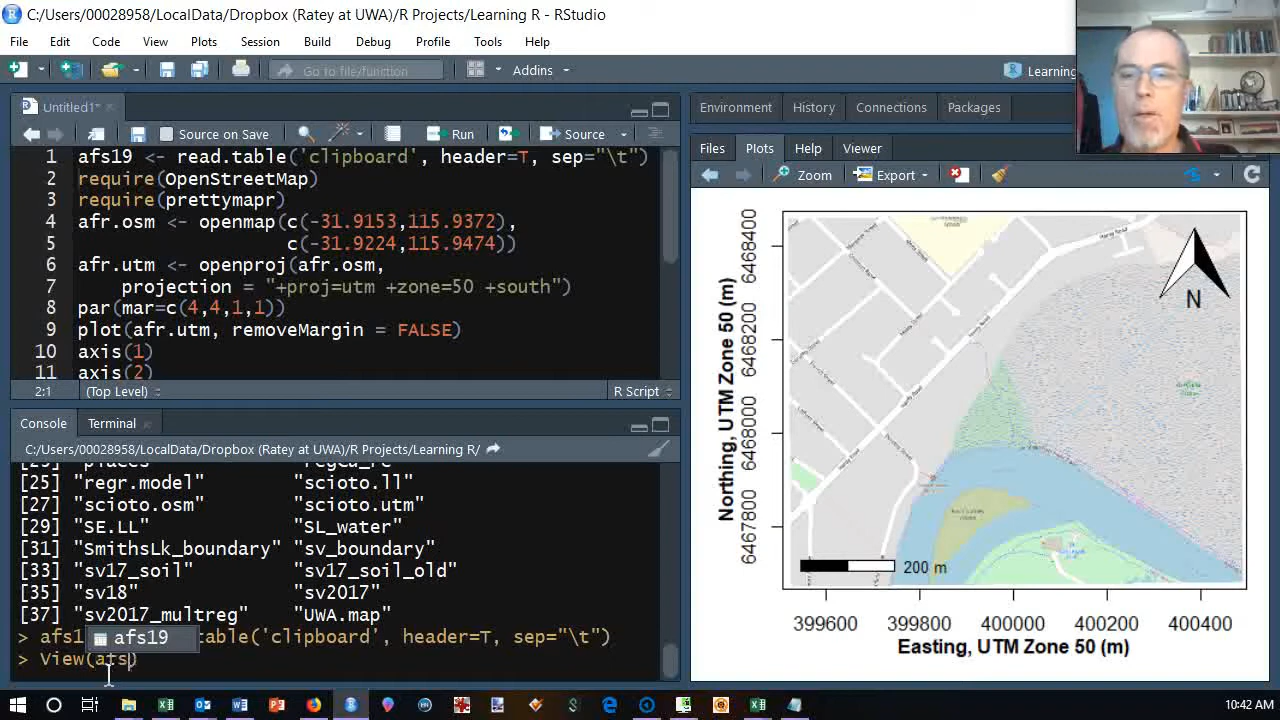 C:/Users/00028958/LocalData/Dropbox (Ratey at UWA)/R Projects/Learning R - RStudio
File Edit Code View Plots Session Build Debug Profile Tools Help
Go to file/function Addins Learning
Untitled1*
Source on Save Run Source
1 afs19 <- read.table('clipboard', header=T, sep="\t")
2 require(OpenStreetMap)
3 require(prettymapr)
4 afr.osm <- openmap(c(-31.9153,115.9372),
5 c(-31.9224,115.9474))
6 afr.utm <- openproj(afr.osm,
7 projection = "+proj=utm +zone=50 +south")
8 par(mar=c(4,4,1,1))
9 plot(afr.utm, removeMargin = FALSE)
10 axis(1)
11 axis(2)
2:1 (Top Level) R Script
Console Terminal
C:/Users/00028958/LocalData/Dropbox (Ratey at UWA)/R Projects/Learning R/
[25] "regr.model" "scioto.ll"
[27] "scioto.osm" "scioto.utm"
[29] "SE.LL" "SL_water"
[31] "SmithsLk_boundary" "sv_boundary"
[33] "sv17_soil" "sv17_soil_old"
[35] "sv18" "sv2017"
[37] "sv2017_multreg" "UWA.map"
> afs1 table('clipboard', header=T, sep="\t")
afs19
> View(afs)
Environment History Connections Packages
Files Plots Help Viewer
Zoom Export
Northing, UTM Zone 50 (m)
6467800 6468000 6468200 6468400
N
200 m
399600 399800 400000 400200 400400
Easting, UTM Zone 50 (m)
10:42 AM